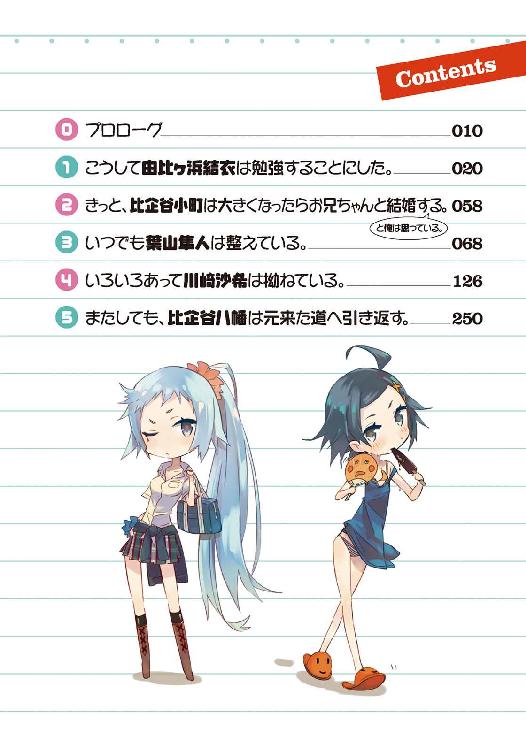 Contents
0 プロローグ 010
1 こうして由比ヶ浜結衣は勉強することにした。 020
2 きっと、比企谷小町は大きくなったらお兄ちゃんと結婚する。 058
と俺は思っている。
3 いつでも葉山隼人は整えている。 068
4 いろいろあって川崎沙希は拗ねている。 126
5 またしても、比企谷八幡は元来た道へ引き返す。 250